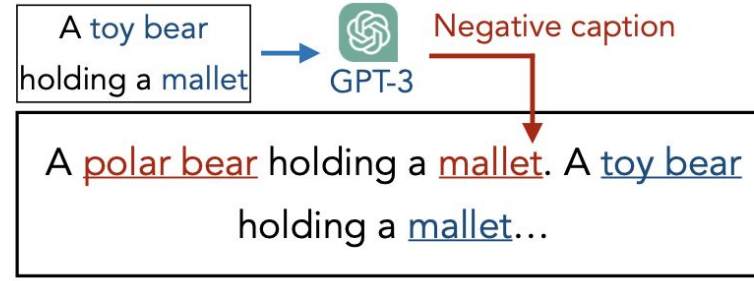 A toy bear
holding a mallet
GPT-3
Negative caption
A polar bear holding a mallet. A toy bear
holding a mallet...